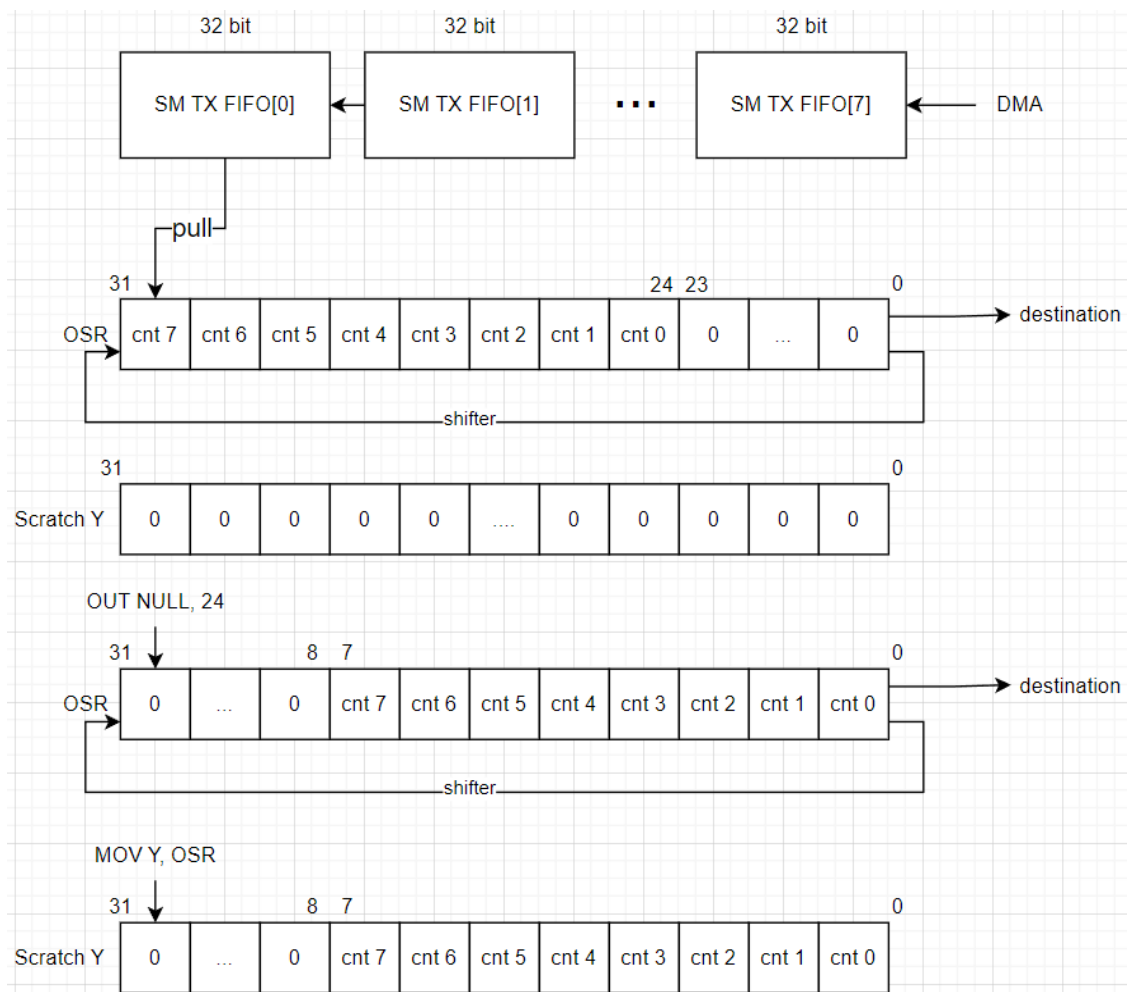 32 bit 32 bit 32 bit
SM TX FIFO[0] SM TX FIFO[1] ... SM TX FIFO[7] DMA
pull
31 24 23 0
OSR cnt 7 cnt 6 cnt 5 cnt 4 cnt 3 cnt 2 cnt 1 cnt 0 0 ... 0 destination
shifter
31 0
Scratch Y 0 0 0 0 0 .... 0 0 0 0 0
OUT NULL, 24
31 8 7 0
OSR 0 ... 0 cnt 7 cnt 6 cnt 5 cnt 4 cnt 3 cnt 2 cnt 1 cnt 0 destination
shifter
MOV Y, OSR
31 8 7 0
Scratch Y 0 ... 0 cnt 7 cnt 6 cnt 5 cnt 4 cnt 3 cnt 2 cnt 1 cnt 0